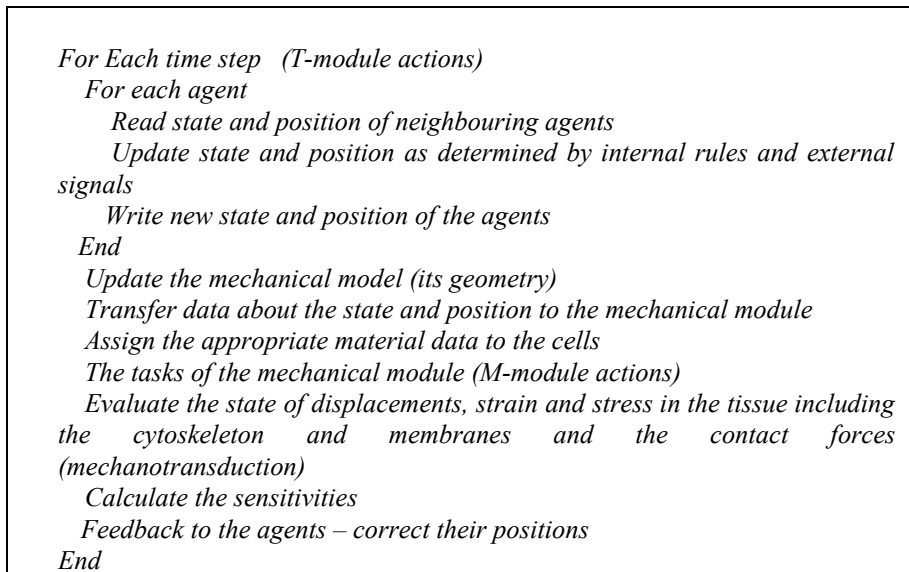 For Each time step (T-module actions)
For each agent
Read state and position of neighbouring agents
Update state and position as determined by internal rules and external
signals
Write new state and position of the agents
End
Update the mechanical model (its geometry)
Transfer data about the state and position to the mechanical module
Assign the appropriate material data to the cells
The tasks of the mechanical module (M-module actions)
Evaluate the state of displacements, strain and stress in the tissue including
the cytoskeleton and membranes and the contact forces
(mechanotransduction)
Calculate the sensitivities
Feedback to the agents – correct their positions
End